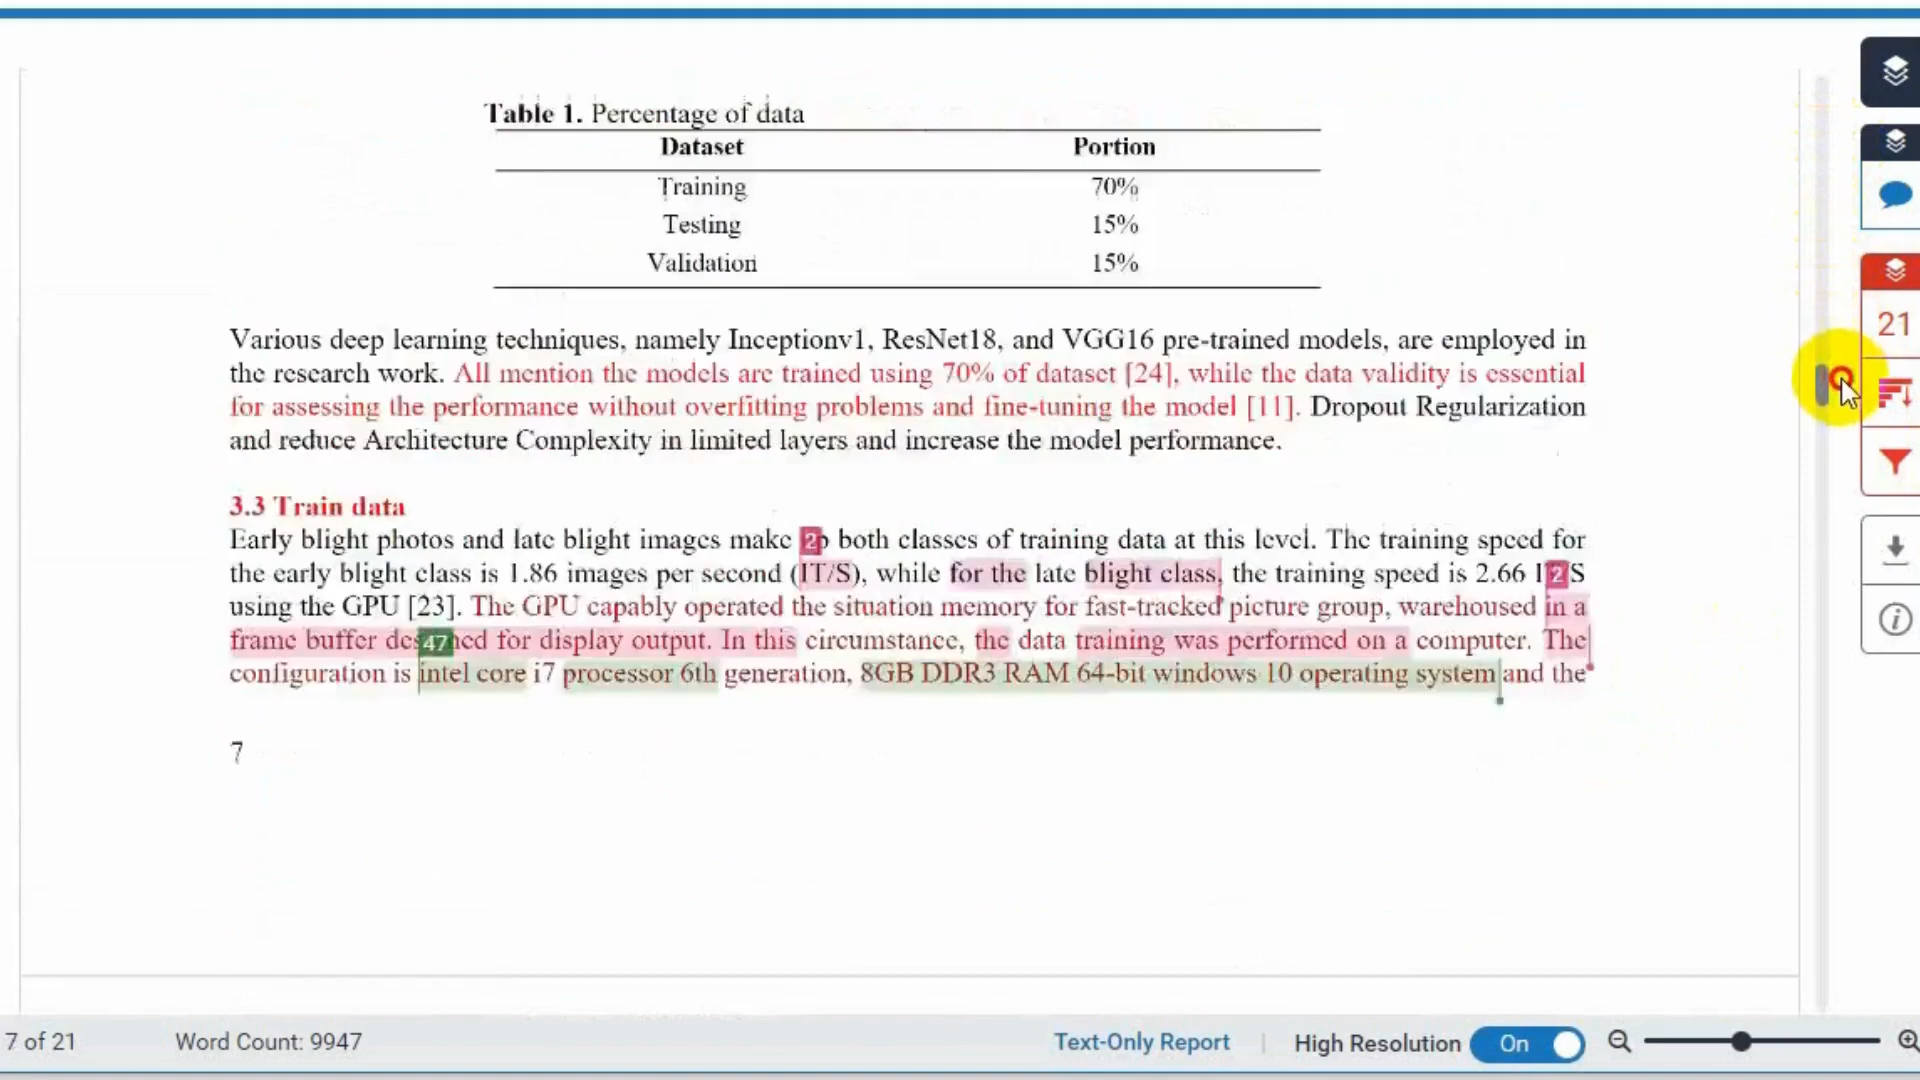 Table 1. Percentage of data
Dataset Portion
Training 70%
Testing 15%
Validation 15%
Various deep learning techniques, namely Inceptionv1, ResNet18, and VGG16 pre-trained models, are employed in
the research work. All mention the models are trained using 70% of dataset [24], while the data validity is essential
for assessing the performance without overfitting problems and fine-tuning the model [11]. Dropout Regularization
and reduce Architecture Complexity in limited layers and increase the model performance.
3.3 Train data
Early blight photos and late blight images make 2p both classes of training data at this level. The training speed for
the early blight class is 1.86 images per second (IT/S), while for the late blight class, the training speed is 2.66 I2S
using the GPU [23]. The GPU capably operated the situation memory for fast-tracked picture group, warehoused in a
frame buffer des47ned for display output. In this circumstance, the data training was performed on a computer. The
configuration is intel core i7 processor 6th generation, 8GB DDR3 RAM 64-bit windows 10 operating system and the
7
21
7 of 21 Word Count: 9947 Text-Only Report High Resolution On